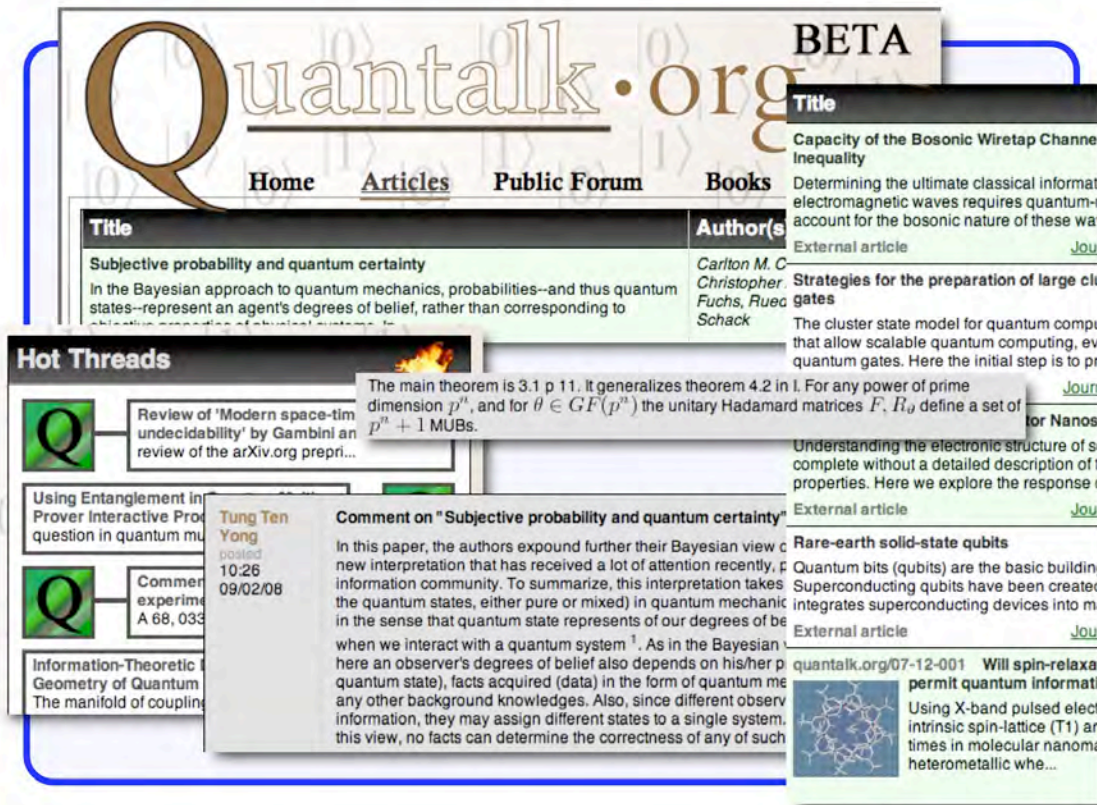 Quantalk·org
BETA
Home Articles Public Forum Books
Title Author(s
Subjective probability and quantum certainty
In the Bayesian approach to quantum mechanics, probabilities--and thus quantum
states--represent an agent's degrees of belief, rather than corresponding to
Carlton M. C
Christopher
Fuchs, Rued
Schack
Hot Threads
Review of 'Modern space-tim
undecidability' by Gambini an
review of the arXiv.org prepri...
Using Entanglement in
Prover Interactive Proo
question in quantum mu
Commen
experime
A 68, 033
Information-Theoretic
Geometry of Quantum
The manifold of coupling
The main theorem is 3.1 p 11. It generalizes theorem 4.2 in I. For any power of prime
dimension pⁿ, and for θ ∈ GF(pⁿ) the unitary Hadamard matrices F, R_θ define a set of
pⁿ + 1 MUBs.
Tung Ten
Yong
posted
10:26
09/02/08
Comment on "Subjective probability and quantum certainty"
In this paper, the authors expound further their Bayesian view o
new interpretation that has received a lot of attention recently, p
information community. To summarize, this interpretation takes
the quantum states, either pure or mixed) in quantum mechanic
in the sense that quantum state represents of our degrees of be
when we interact with a quantum system ¹. As in the Bayesian v
here an observer's degrees of belief also depends on his/her p
quantum state), facts acquired (data) in the form of quantum me
any other background knowledges. Also, since different observ
information, they may assign different states to a single system.
this view, no facts can determine the correctness of any of such
Title
Capacity of the Bosonic Wiretap Channe
Inequality
Determining the ultimate classical informat
electromagnetic waves requires quantum-
account for the bosonic nature of these wa
External article Jou
Strategies for the preparation of large clu
gates
The cluster state model for quantum compu
that allow scalable quantum computing, ev
quantum gates. Here the initial step is to pr
Journ
tor Nanos
Understanding the electronic structure of s
complete without a detailed description of
properties. Here we explore the response
External article Jou
Rare-earth solid-state qubits
Quantum bits (qubits) are the basic building
Superconducting qubits have been created
integrates superconducting devices into ma
External article Jou
quantalk.org/07-12-001 Will spin-relaxa
permit quantum informati
Using X-band pulsed elect
intrinsic spin-lattice (T1) an
times in molecular nanoma
heterometallic whe...